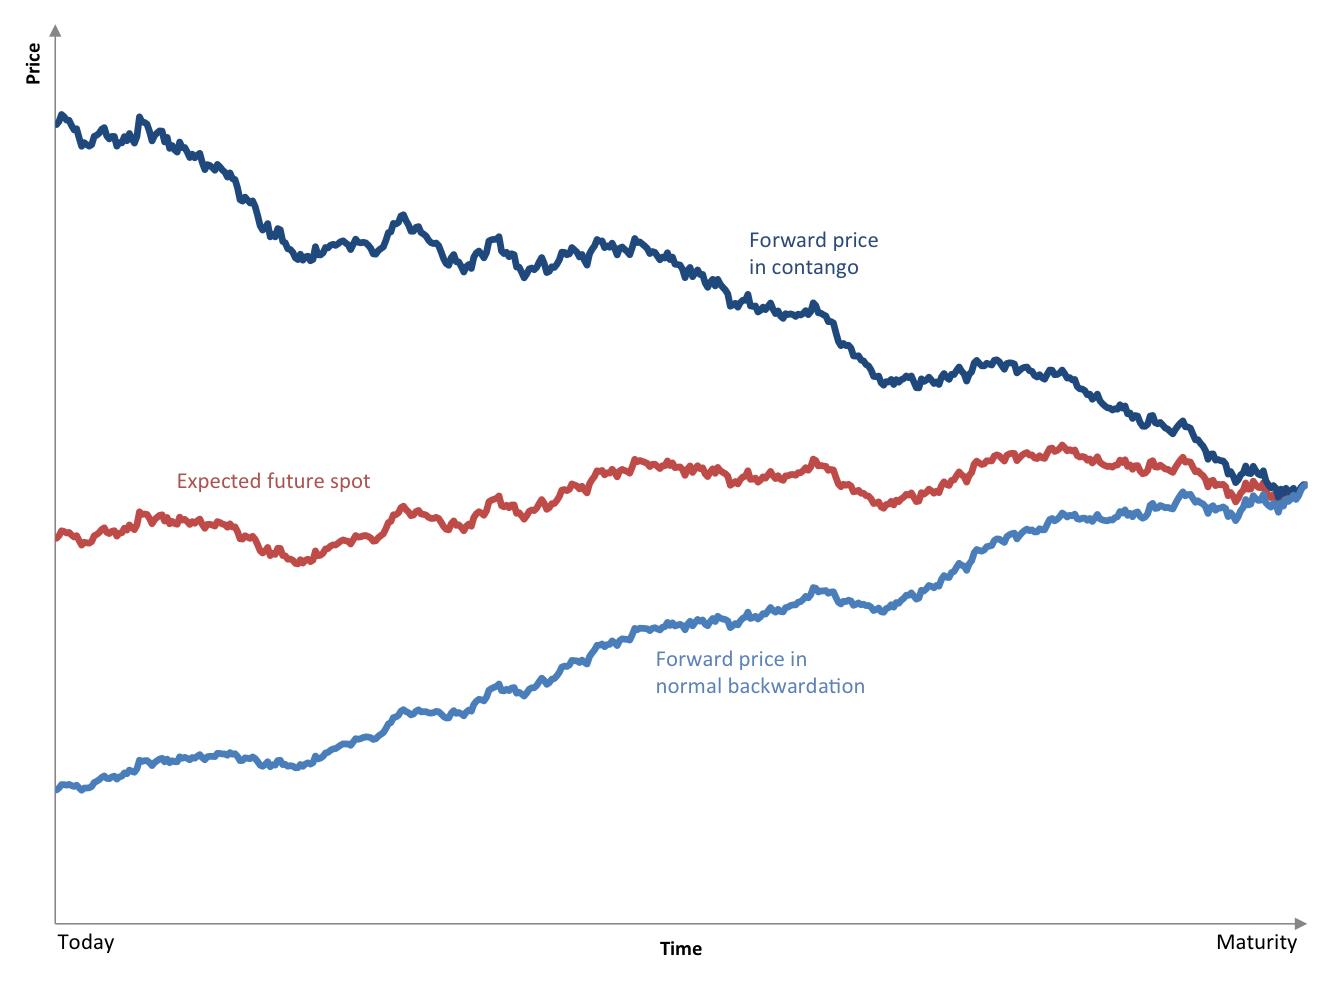 Price
Forward price
in contango
Expected future spot
Forward price in
normal backwardation
Today
Time
Maturity